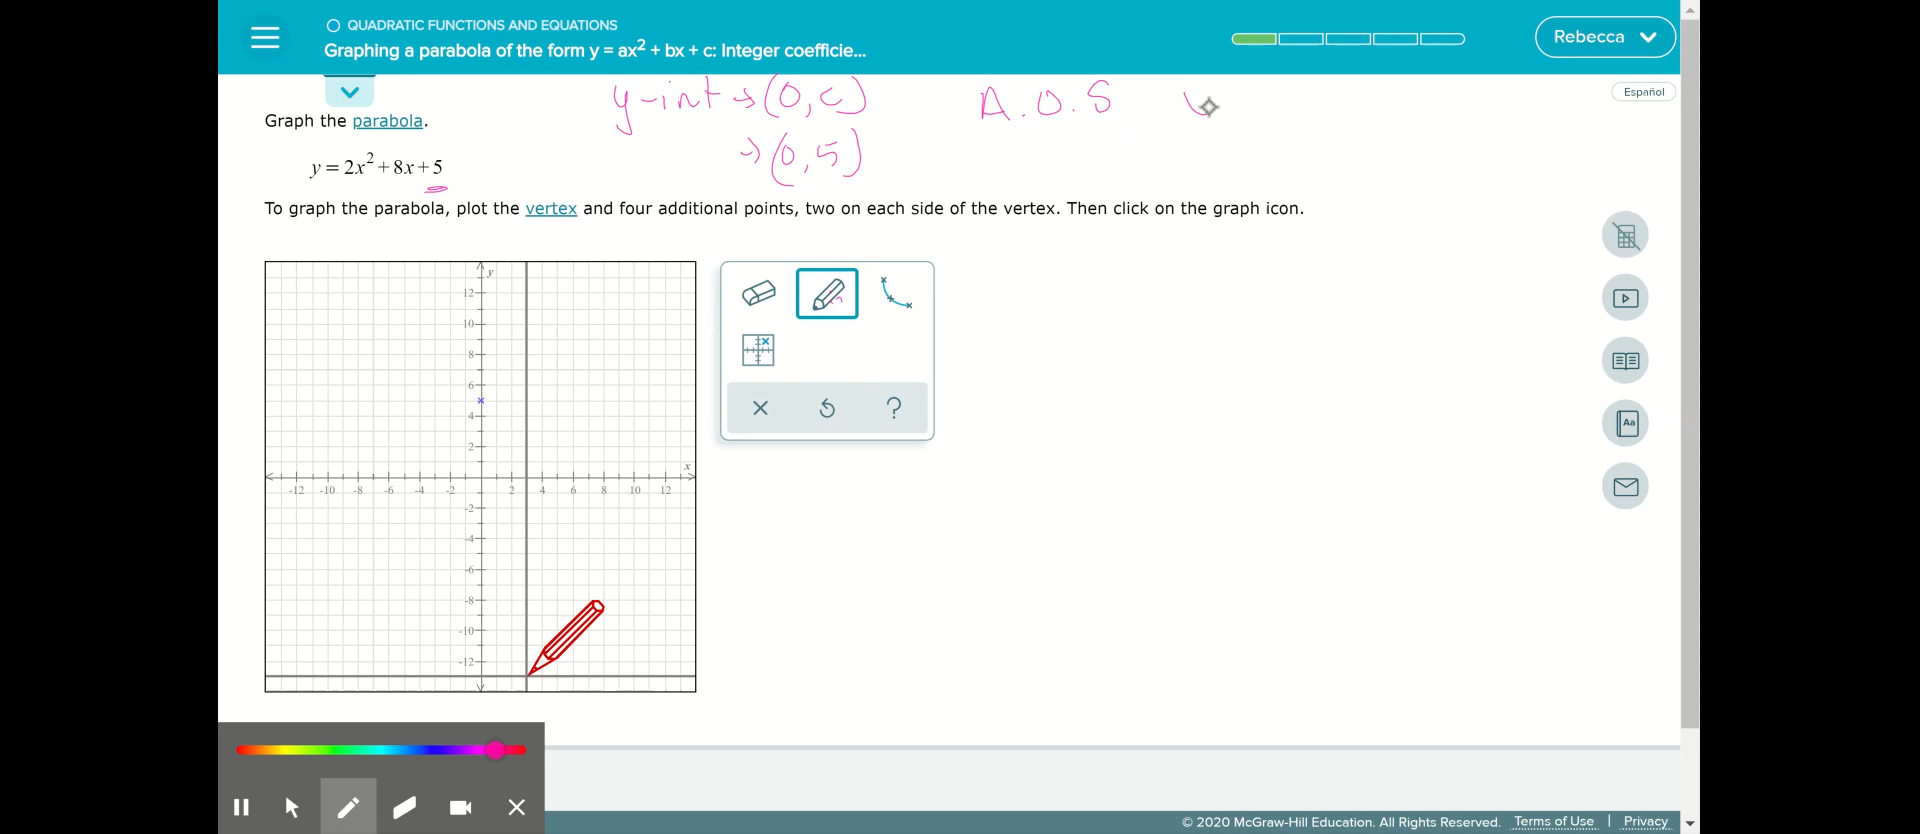 QUADRATIC FUNCTIONS AND EQUATIONS
Graphing a parabola of the form y = ax² + bx + c: Integer coefficie...
Rebecca
Español
y-int → (0, c)
A.O.S
Graph the parabola.
→ (0, 5)
y = 2x² + 8x + 5
To graph the parabola, plot the vertex and four additional points, two on each side of the vertex. Then click on the graph icon.
y
12
10
8
6
4
2
x
-12 -10 -8 -6 -4 -2 2 4 6 8 10 12
-2
-4
-6
-8
-10
-12
?
Aa
© 2020 McGraw-Hill Education. All Rights Reserved. Terms of Use | Privacy